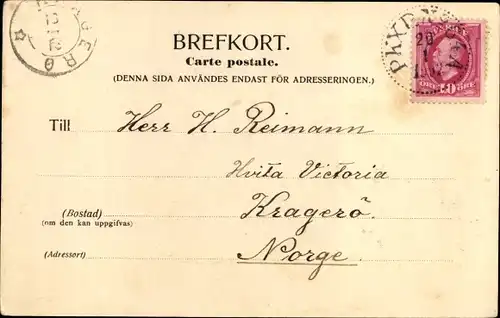 BREFKORT.
Carte postale.
(DENNA SIDA ANVÄNDES ENDAST FÖR ADRESSERINGEN.)
Till Herr H. Reimann
Hvita Victoria
(Bostad) Kragerö
(om den kan uppgifvas)
(Adressort) Norge.